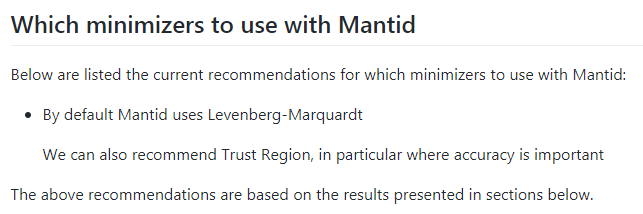 Which minimizers to use with Mantid
Below are listed the current recommendations for which minimizers to use with Mantid:
• By default Mantid uses Levenberg-Marquardt
We can also recommend Trust Region, in particular where accuracy is important
The above recommendations are based on the results presented in sections below.